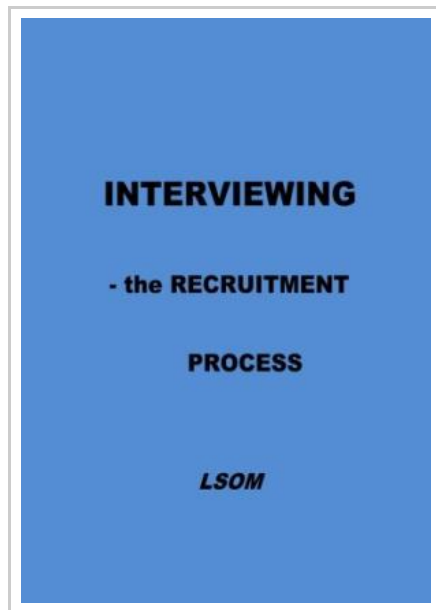 INTERVIEWING
- the RECRUITMENT
PROCESS
LSOM